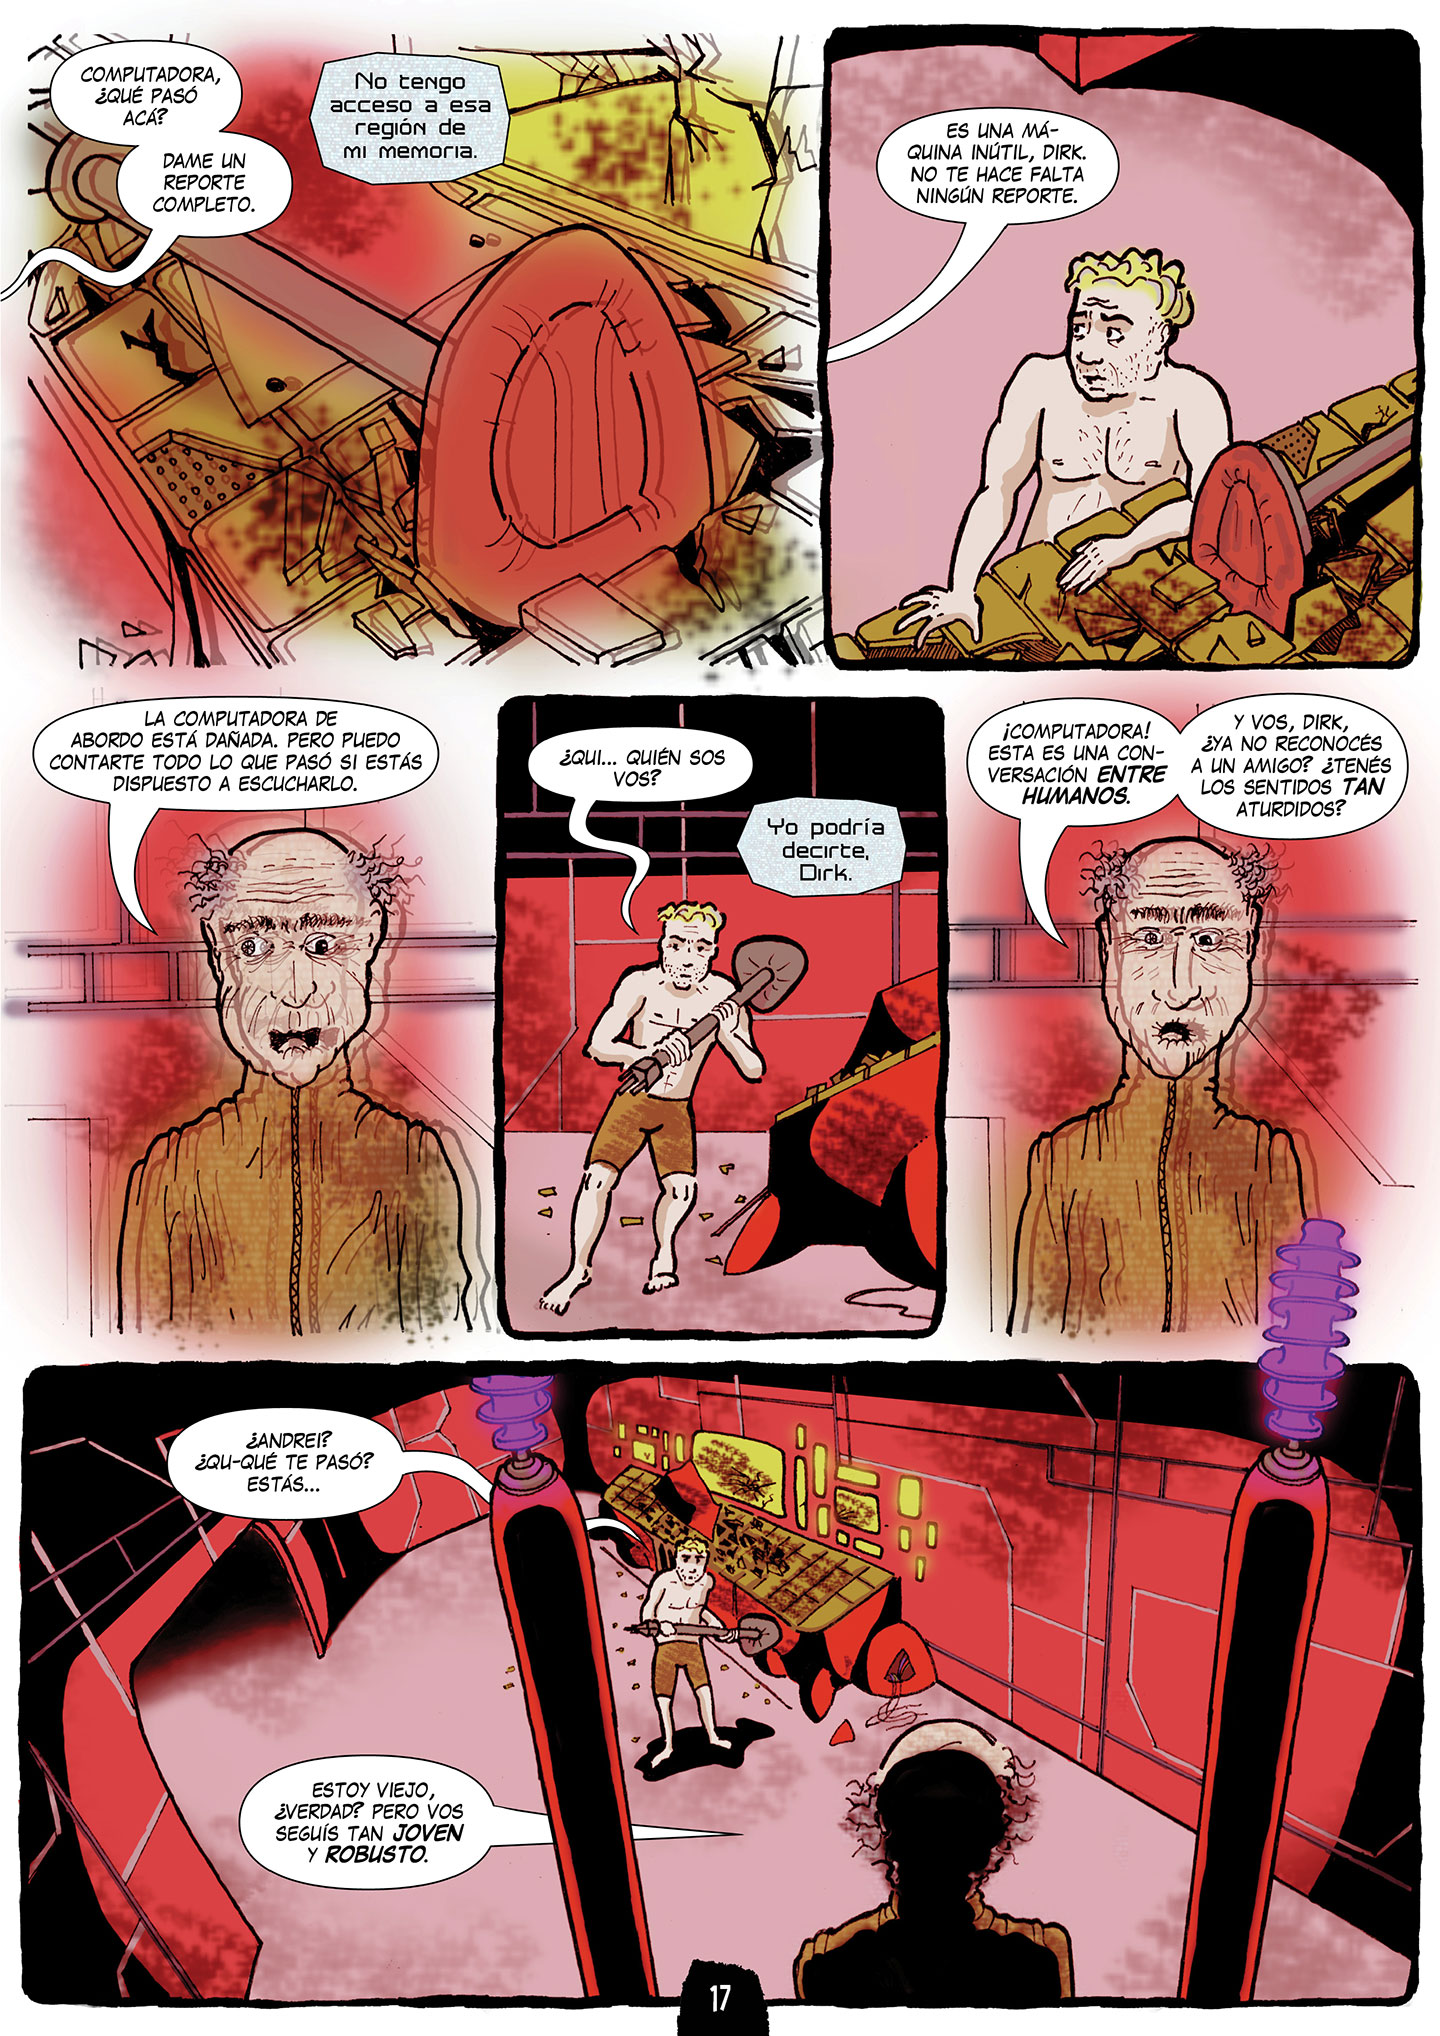 COMPUTADORA,
¿QUÉ PASÓ
ACÁ?
DAME UN
REPORTE
COMPLETO.
No tengo
acceso a esa
región de
mi memoria.
ES UNA MÁ-
QUINA INÚTIL, DIRK.
NO TE HACE FALTA
NINGÚN REPORTE.
LA COMPUTADORA DE
ABORDO ESTÁ DAÑADA. PERO PUEDO
CONTARTE TODO LO QUE PASÓ SI ESTÁS
DISPUESTO A ESCUCHARLO.
¿QUI... QUIÉN SOS
VOS?
Yo podría
decirte,
Dirk.
¡COMPUTADORA!
ESTA ES UNA CON-
VERSACIÓN ENTRE
HUMANOS.
Y VOS, DIRK,
¿YA NO RECONOCÉS
A UN AMIGO? ¿TENÉS
LOS SENTIDOS TAN
ATURDIDOS?
¿ANDREI?
¿QU-QUÉ TE PASÓ?
ESTÁS...
ESTOY VIEJO,
¿VERDAD? PERO VOS
SEGUÍS TAN JOVEN
Y ROBUSTO.
17